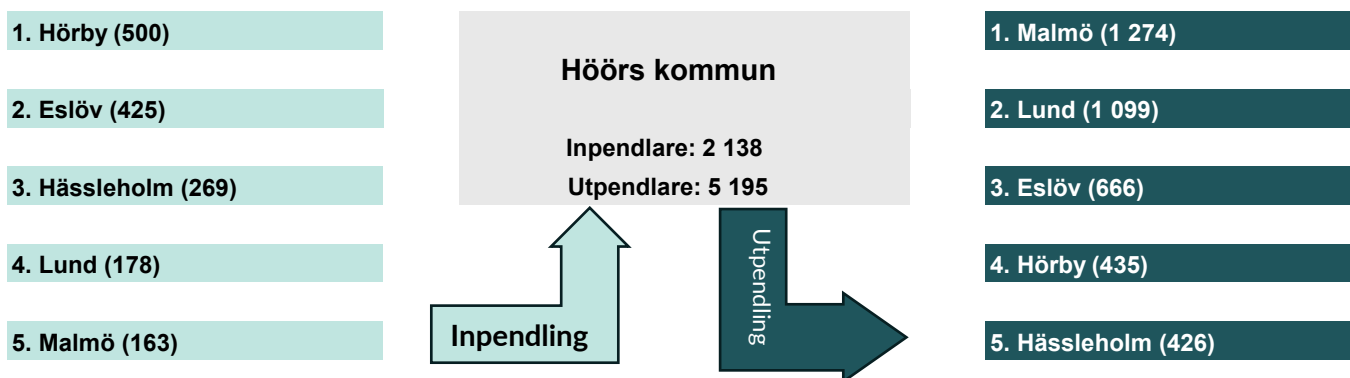 1. Hörby (500)
2. Eslöv (425)
3. Hässleholm (269)
4. Lund (178)
5. Malmö (163)
Höörs kommun
Inpendlare: 2 138
Utpendlare: 5 195
Inpendling
Utpendling
1. Malmö (1 274)
2. Lund (1 099)
3. Eslöv (666)
4. Hörby (435)
5. Hässleholm (426)